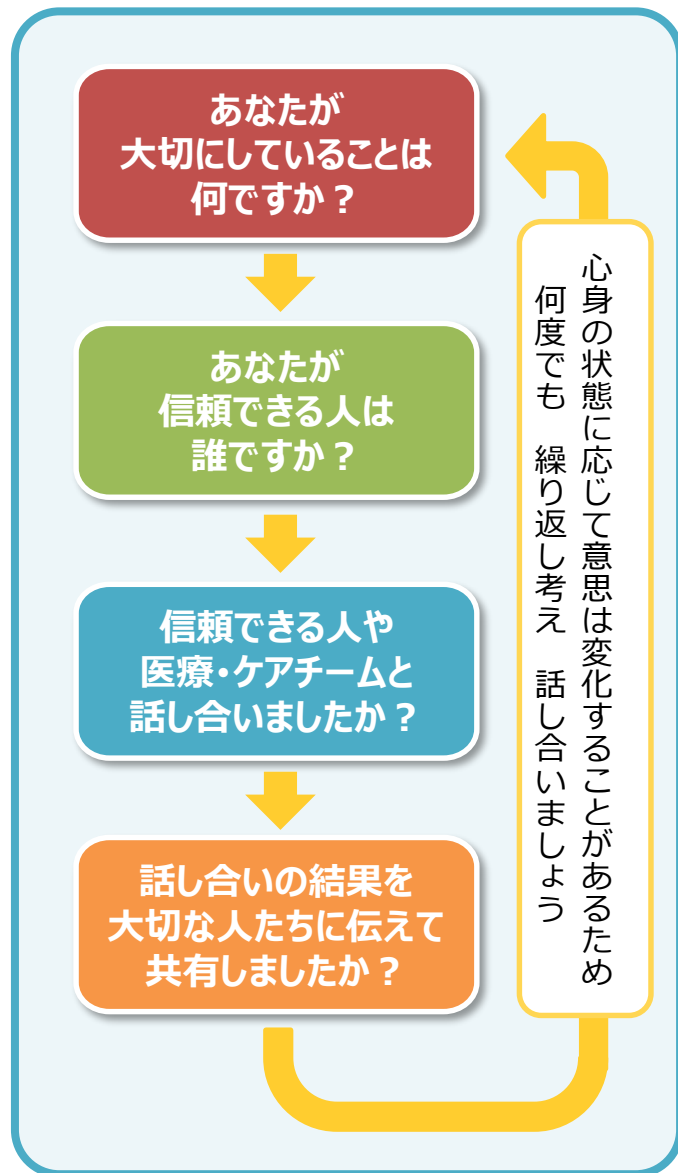 あなたが
大切にしていることは
何ですか？
あなたが
信頼できる人は
誰ですか？
信頼できる人や
医療・ケアチームと
話し合いましたか？
話し合いの結果を
大切な人たちに伝えて
共有しましたか？
心身の状態に応じて意思は変化することがあるため
何度でも　繰り返し考え　話し合いましょう